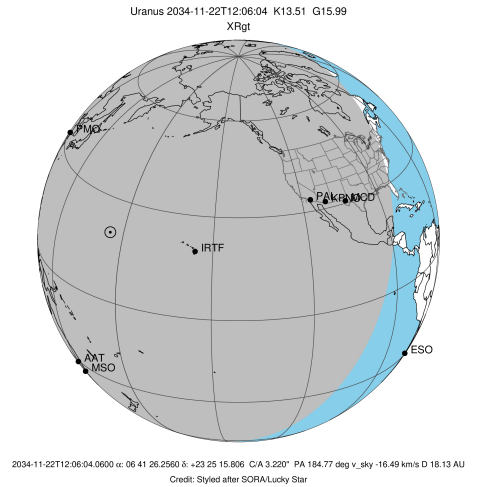 Uranus 2034-11-22T12:06:04 K13.51 G15.99
XRgt
PMO
PAL KPNO MCD
IRTF
ESO
AAT
MSO
2034-11-22T12:06:04.0600 α: 06 41 26.2560 δ: +23 25 15.806 C/A 3.220" PA 184.77 deg v_sky -16.49 km/s D 18.13 AU
Credit: Styled after SORA/Lucky Star